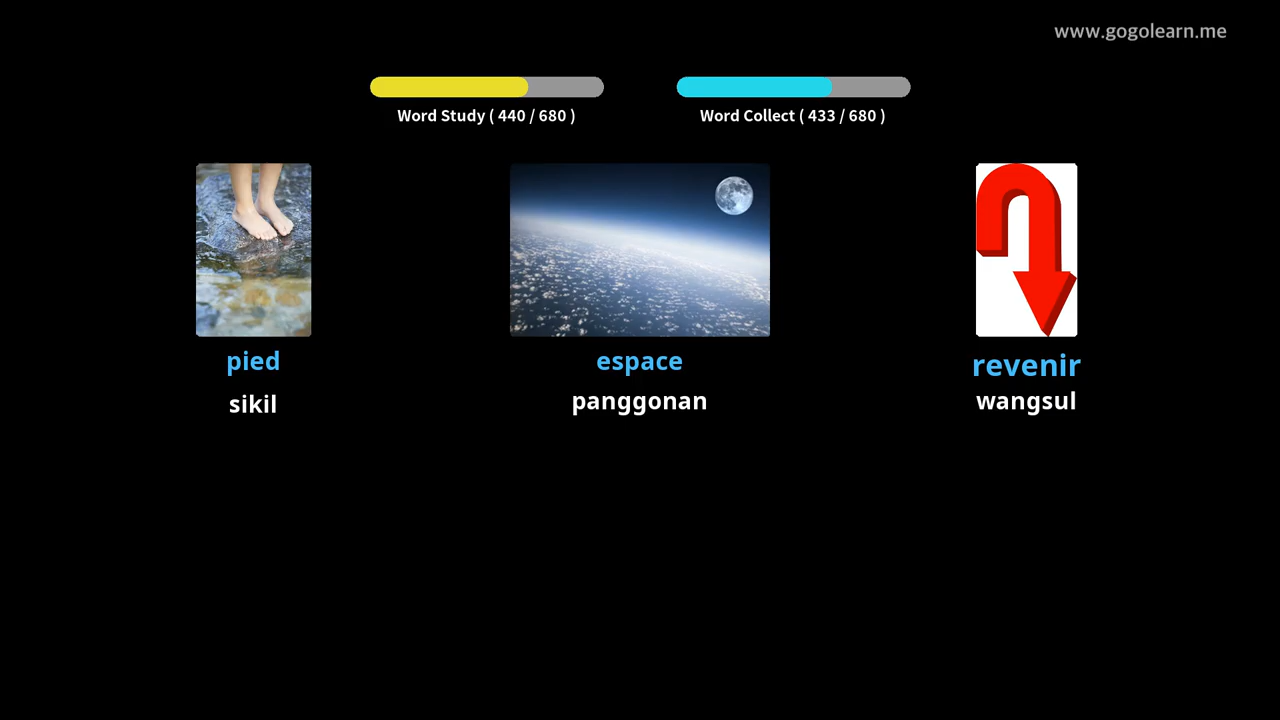 www.gogolearn.me
Word Study ( 440 / 680 )
Word Collect ( 433 / 680 )
pied
espace
revenir
sikil
panggonan
wangsul